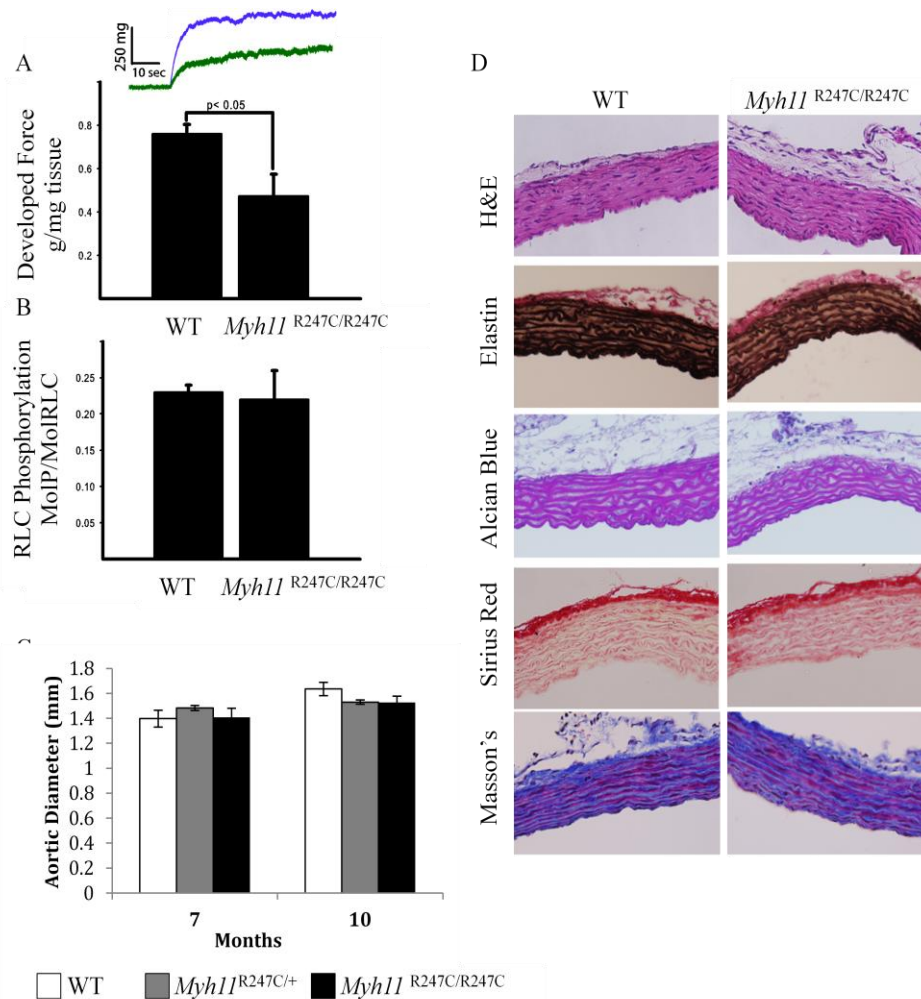 A
250 mg
10 sec
p< 0.05
Developed Force
g/mg tissue
0.8
0.6
0.4
0.2
WT Myh11 R247C/R247C
B
RLC Phosphorylation
MolP/MolRLC
0.25
0.20
0.15
0.10
0.05
WT Myh11 R247C/R247C
Aortic Diameter (mm)
1.8
1.6
1.4
1.2
1
0.8
0.6
0.4
0.2
0
7 10
Months
WT Myh11 R247C/+ Myh11 R247C/R247C
D
WT Myh11 R247C/R247C
H&E
Elastin
Alcian Blue
Sirius Red
Masson's